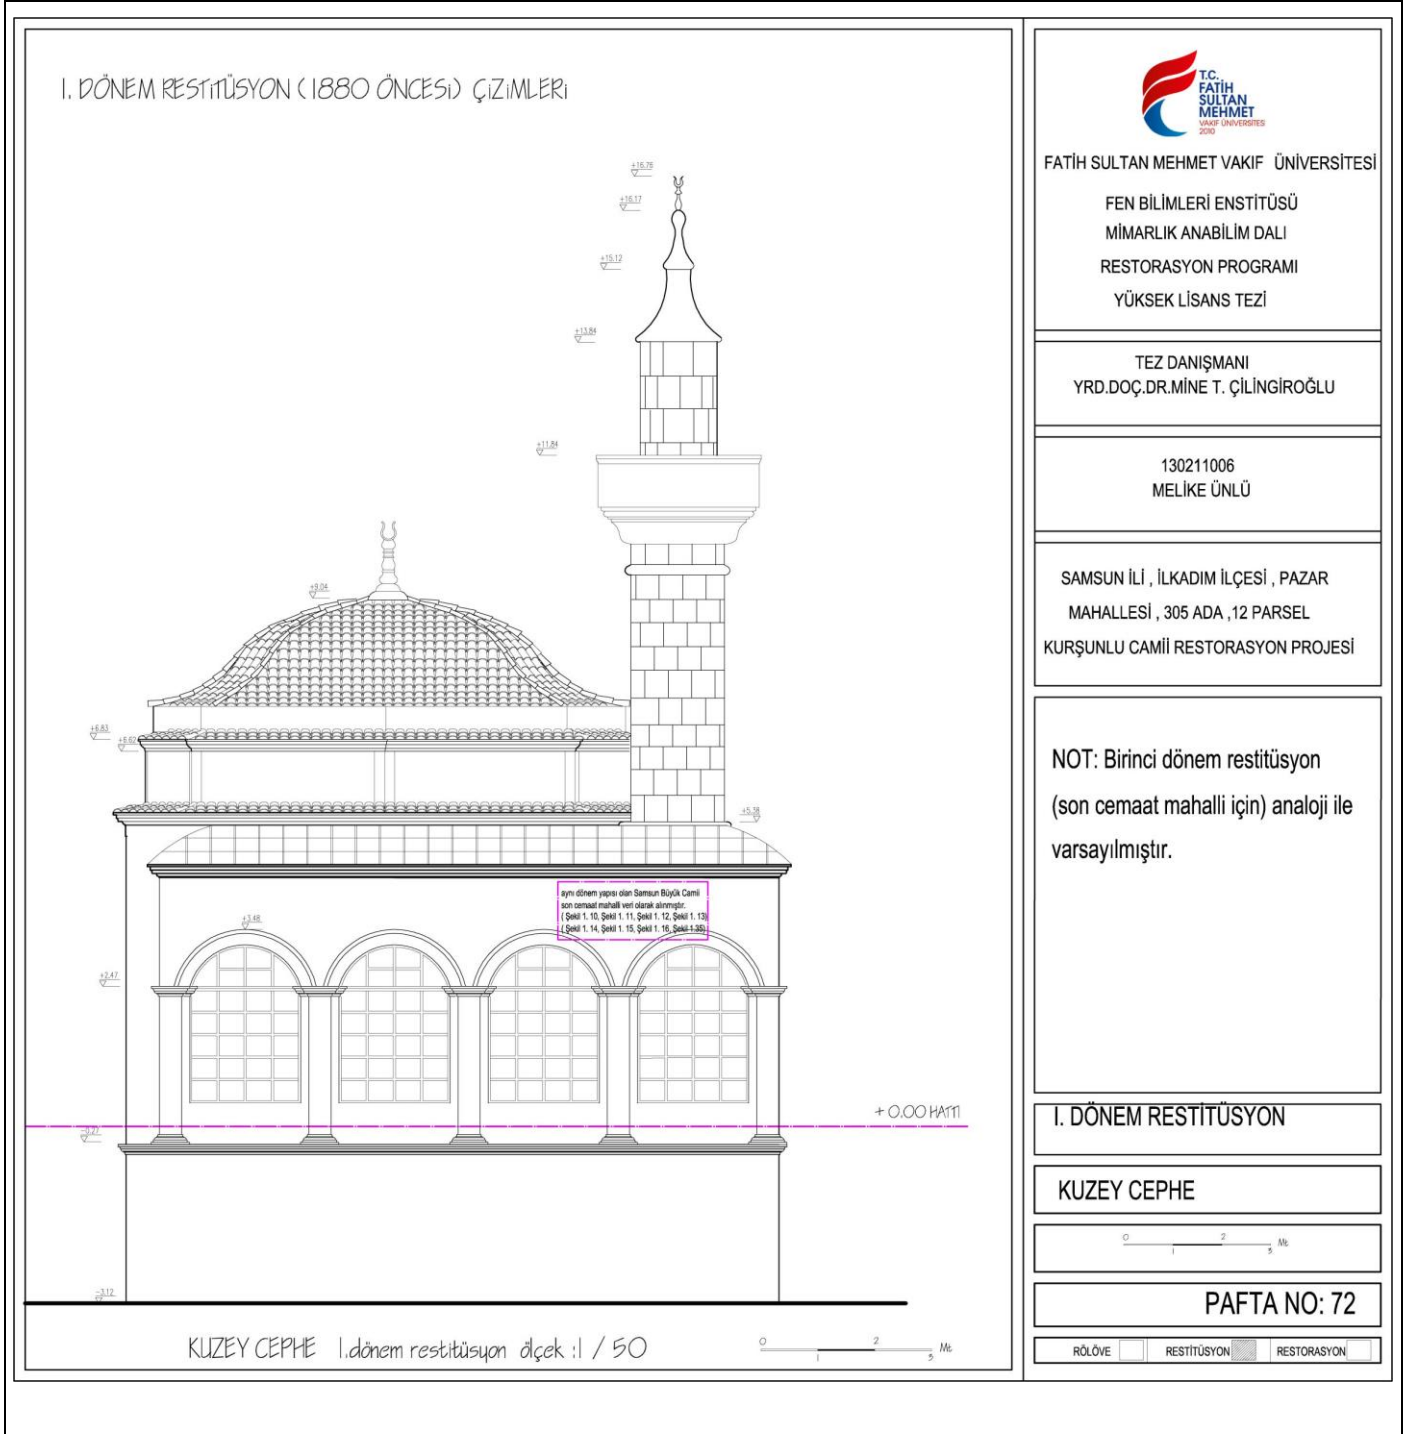 I. DÖNEM RESTİTÜSYON (1880 ÖNCESİ) ÇİZİMLERİ
+16.76
+16.17
+15.12
+13.84
+11.84
+9.04
+6.83
+6.62
+5.38
aynı dönem yapısı olan Samsun Büyük Camii
son cemaat mahalli veri olarak alınmıştır.
( Şekil 1. 10, Şekil 1. 11, Şekil 1. 12, Şekil 1. 13)
( Şekil 1. 14, Şekil 1. 15, Şekil 1. 16, Şekil 1.35)
+3.48
+2.47
+ 0.00 HATTI
-0.27
-3.12
KUZEY CEPHE I.dönem restitüsyon ölçek :1 / 50
0 2 Mt.
1 3
T.C.
FATİH
SULTAN
MEHMET
VAKIF ÜNİVERSİTESİ
2010
FATİH SULTAN MEHMET VAKIF ÜNİVERSİTESİ
FEN BİLİMLERİ ENSTİTÜSÜ
MİMARLIK ANABİLİM DALI
RESTORASYON PROGRAMI
YÜKSEK LİSANS TEZİ
TEZ DANIŞMANI
YRD.DOÇ.DR.MİNE T. ÇİLİNGİROĞLU
130211006
MELİKE ÜNLÜ
SAMSUN İLİ , İLKADIM İLÇESİ , PAZAR
MAHALLESİ , 305 ADA ,12 PARSEL
KURŞUNLU CAMİİ RESTORASYON PROJESİ
NOT: Birinci dönem restitüsyon
(son cemaat mahalli için) analoji ile
varsayılmıştır.
I. DÖNEM RESTİTÜSYON
KUZEY CEPHE
0 2 Mt.
1 3
PAFTA NO: 72
RÖLÖVE RESTİTÜSYON RESTORASYON